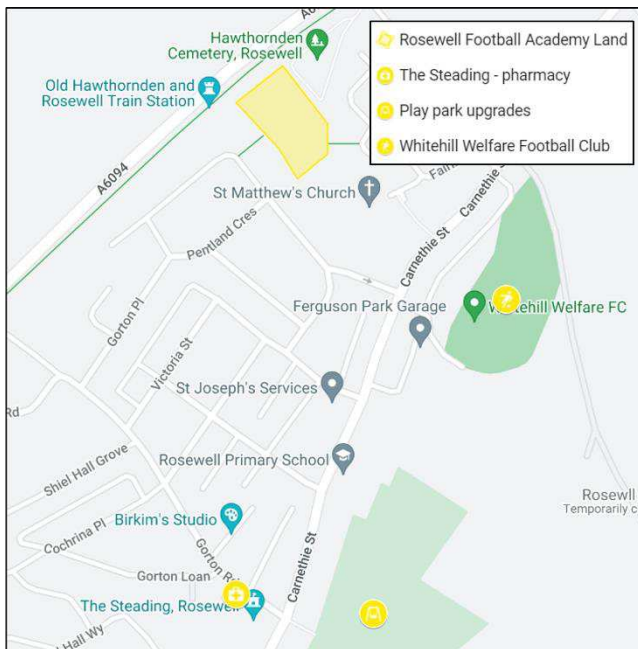 A6
Hawthornden
Cemetery, Rosewell
Old Hawthornden and
Rosewell Train Station
A6094
Rosewell Football Academy Land
The Steading - pharmacy
Play park upgrades
Whitehill Welfare Football Club
St Matthew's Church
Carnethie St
Carnethie St
Pentland Cres
Ferguson Park Garage
Whitehill Welfare FC
Gorton Pl
Victoria St
St Joseph's Services
Rd
Rosewell Primary School
Shiel Hall Grove
Rosewll
Temporarily c
Birkim's Studio
Cochrina Pl
Gorton Rd
Gorton Loan
Carnethie St
The Steading, Rosewell
l Hall Wy